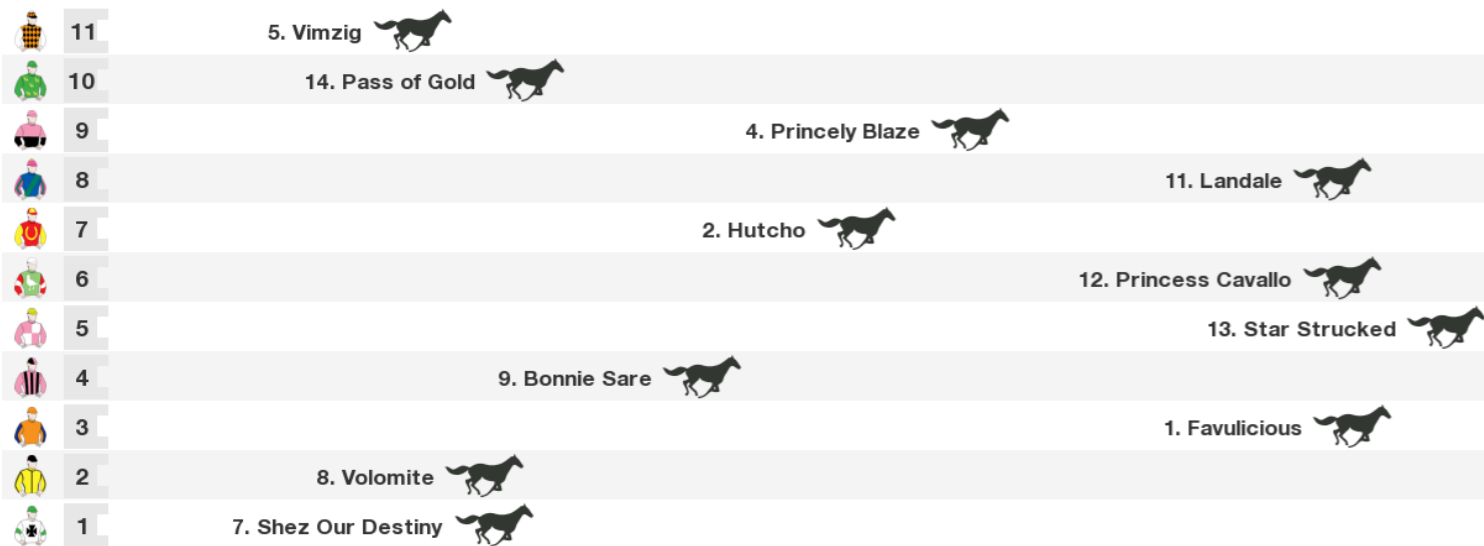 11 5. Vimzig
10 14. Pass of Gold
9 4. Princely Blaze
8 11. Landale
7 2. Hutcho
6 12. Princess Cavallo
5 13. Star Strucked
4 9. Bonnie Sare
3 1. Favulicious
2 8. Volomite
1 7. Shez Our Destiny